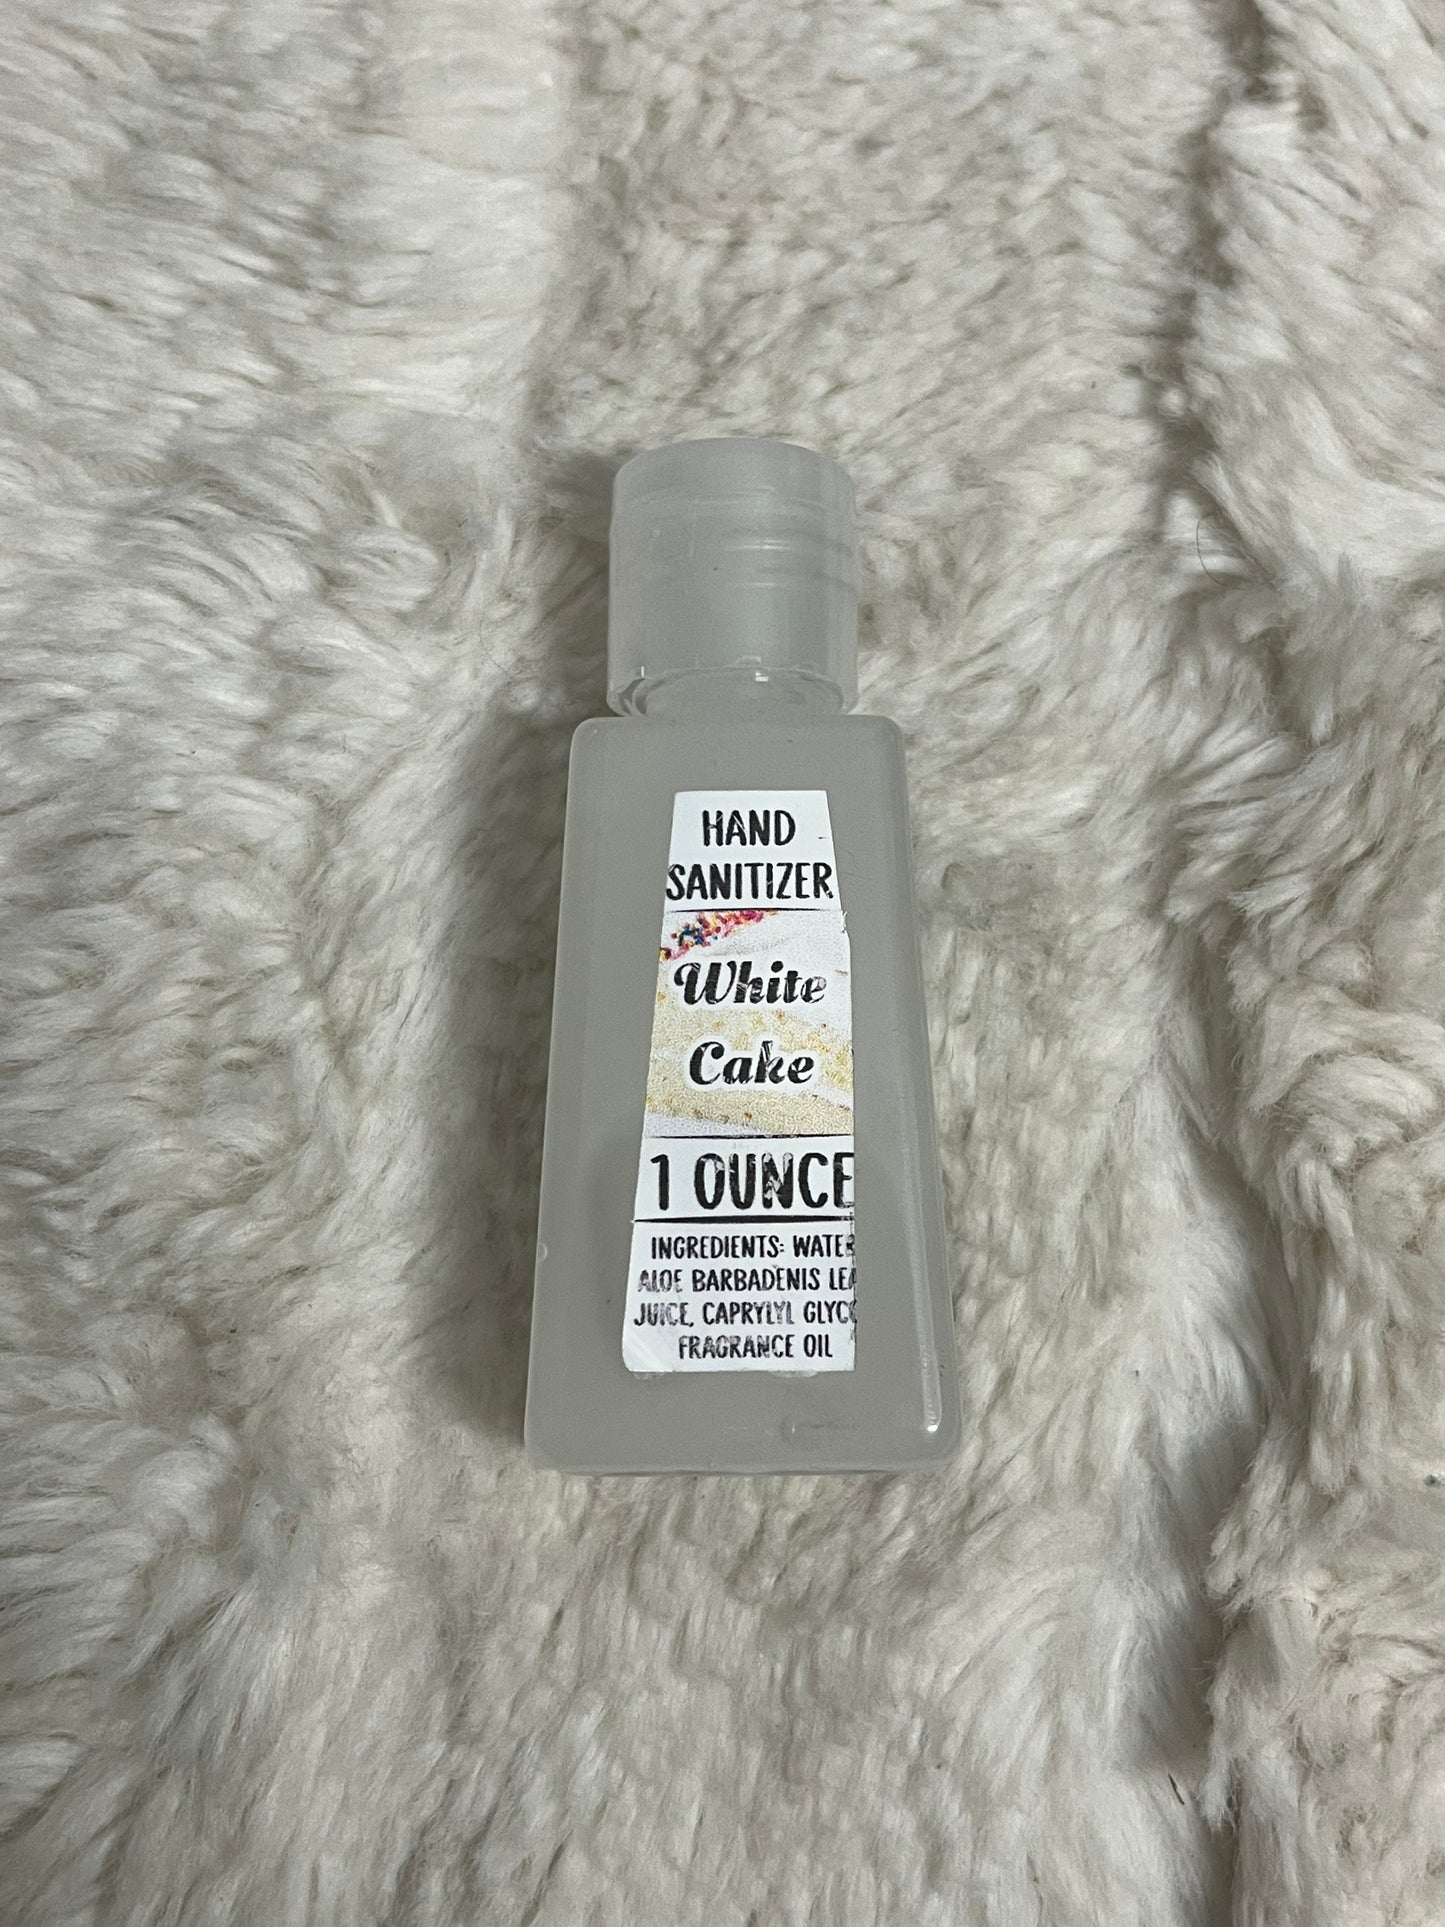 HAND
SANITIZER
White
Cake
1 OUNCE
INGREDIENTS: WATER
ALOE BARBADENIS LEA
JUICE, CAPRYLYL GLYCO
FRAGRANCE OIL